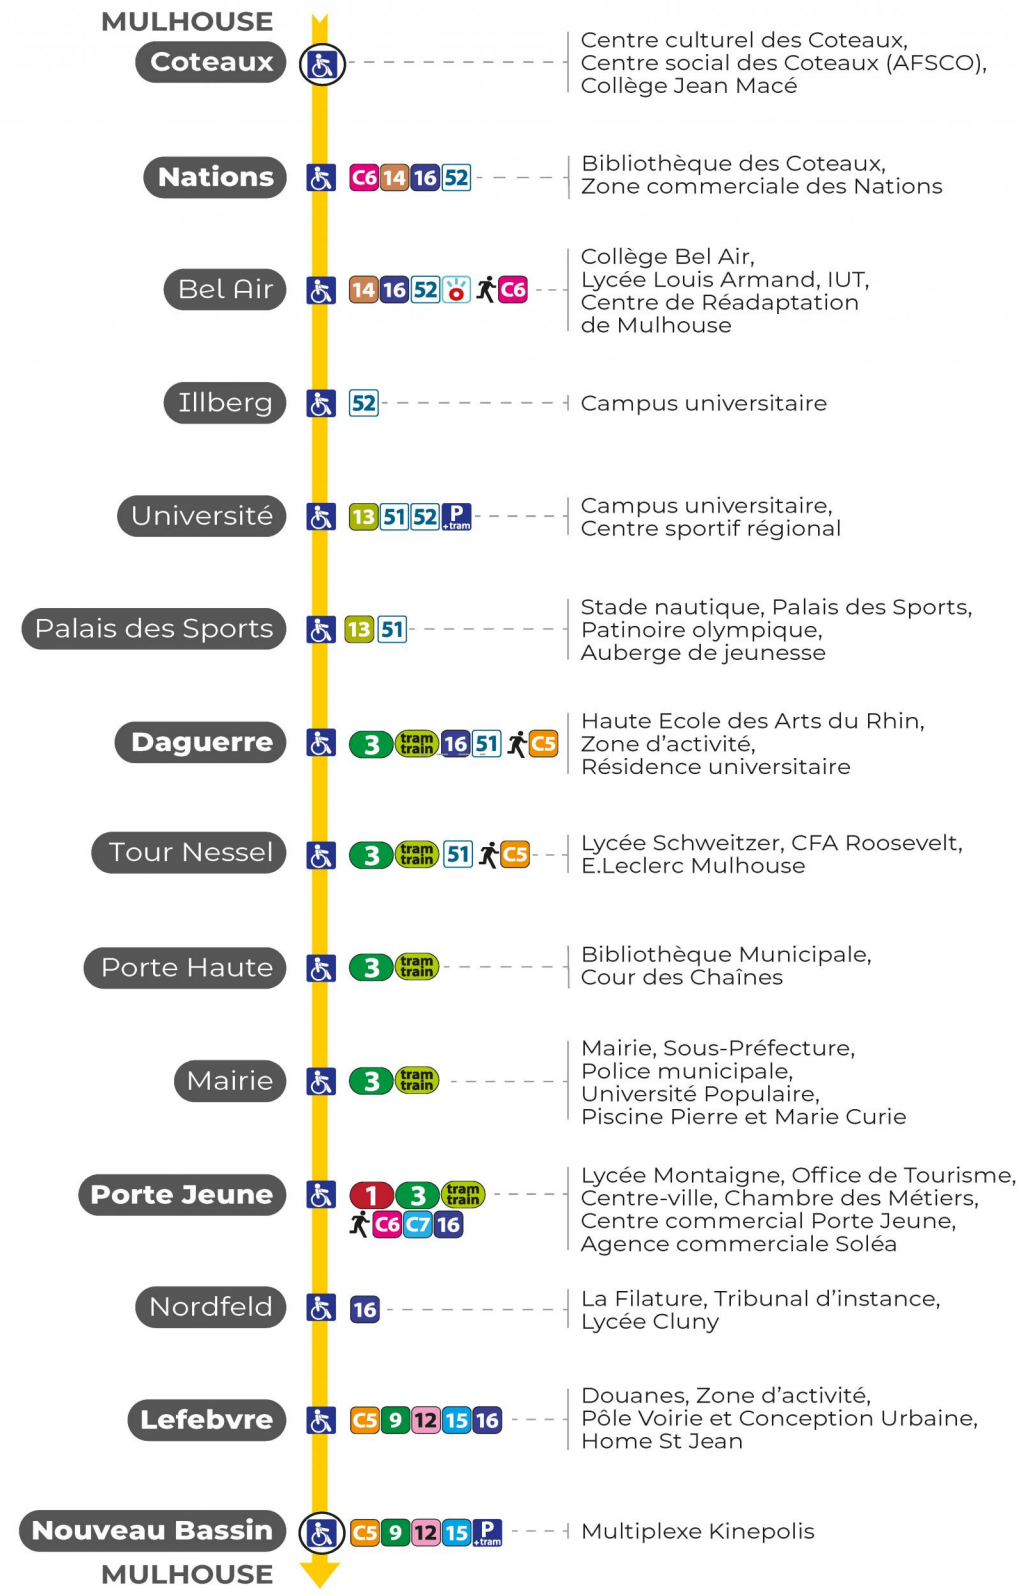 MULHOUSE
Coteaux
Centre culturel des Coteaux,
Centre social des Coteaux (AFSCO),
Collège Jean Macé
Nations
C6 14 16 52
Bibliothèque des Coteaux,
Zone commerciale des Nations
Bel Air
14 16 52 C6
Collège Bel Air,
Lycée Louis Armand, IUT,
Centre de Réadaptation
de Mulhouse
Illberg
52
Campus universitaire
Université
13 51 52 P +tram
Campus universitaire,
Centre sportif régional
Palais des Sports
13 51
Stade nautique, Palais des Sports,
Patinoire olympique,
Auberge de jeunesse
Daguerre
3 tram train 16 51 C5
Haute Ecole des Arts du Rhin,
Zone d'activité,
Résidence universitaire
Tour Nessel
3 tram train 51 C5
Lycée Schweitzer, CFA Roosevelt,
E.Leclerc Mulhouse
Porte Haute
3 tram train
Bibliothèque Municipale,
Cour des Chaînes
Mairie
3 tram train
Mairie, Sous-Préfecture,
Police municipale,
Université Populaire,
Piscine Pierre et Marie Curie
Porte Jeune
1 3 tram train
C6 C7 16
Lycée Montaigne, Office de Tourisme,
Centre-ville, Chambre des Métiers,
Centre commercial Porte Jeune,
Agence commerciale Soléa
Nordfeld
16
La Filature, Tribunal d'instance,
Lycée Cluny
Lefebvre
C5 9 12 15 16
Douanes, Zone d'activité,
Pôle Voirie et Conception Urbaine,
Home St Jean
Nouveau Bassin
C5 9 12 15 P +tram
Multiplexe Kinepolis
MULHOUSE